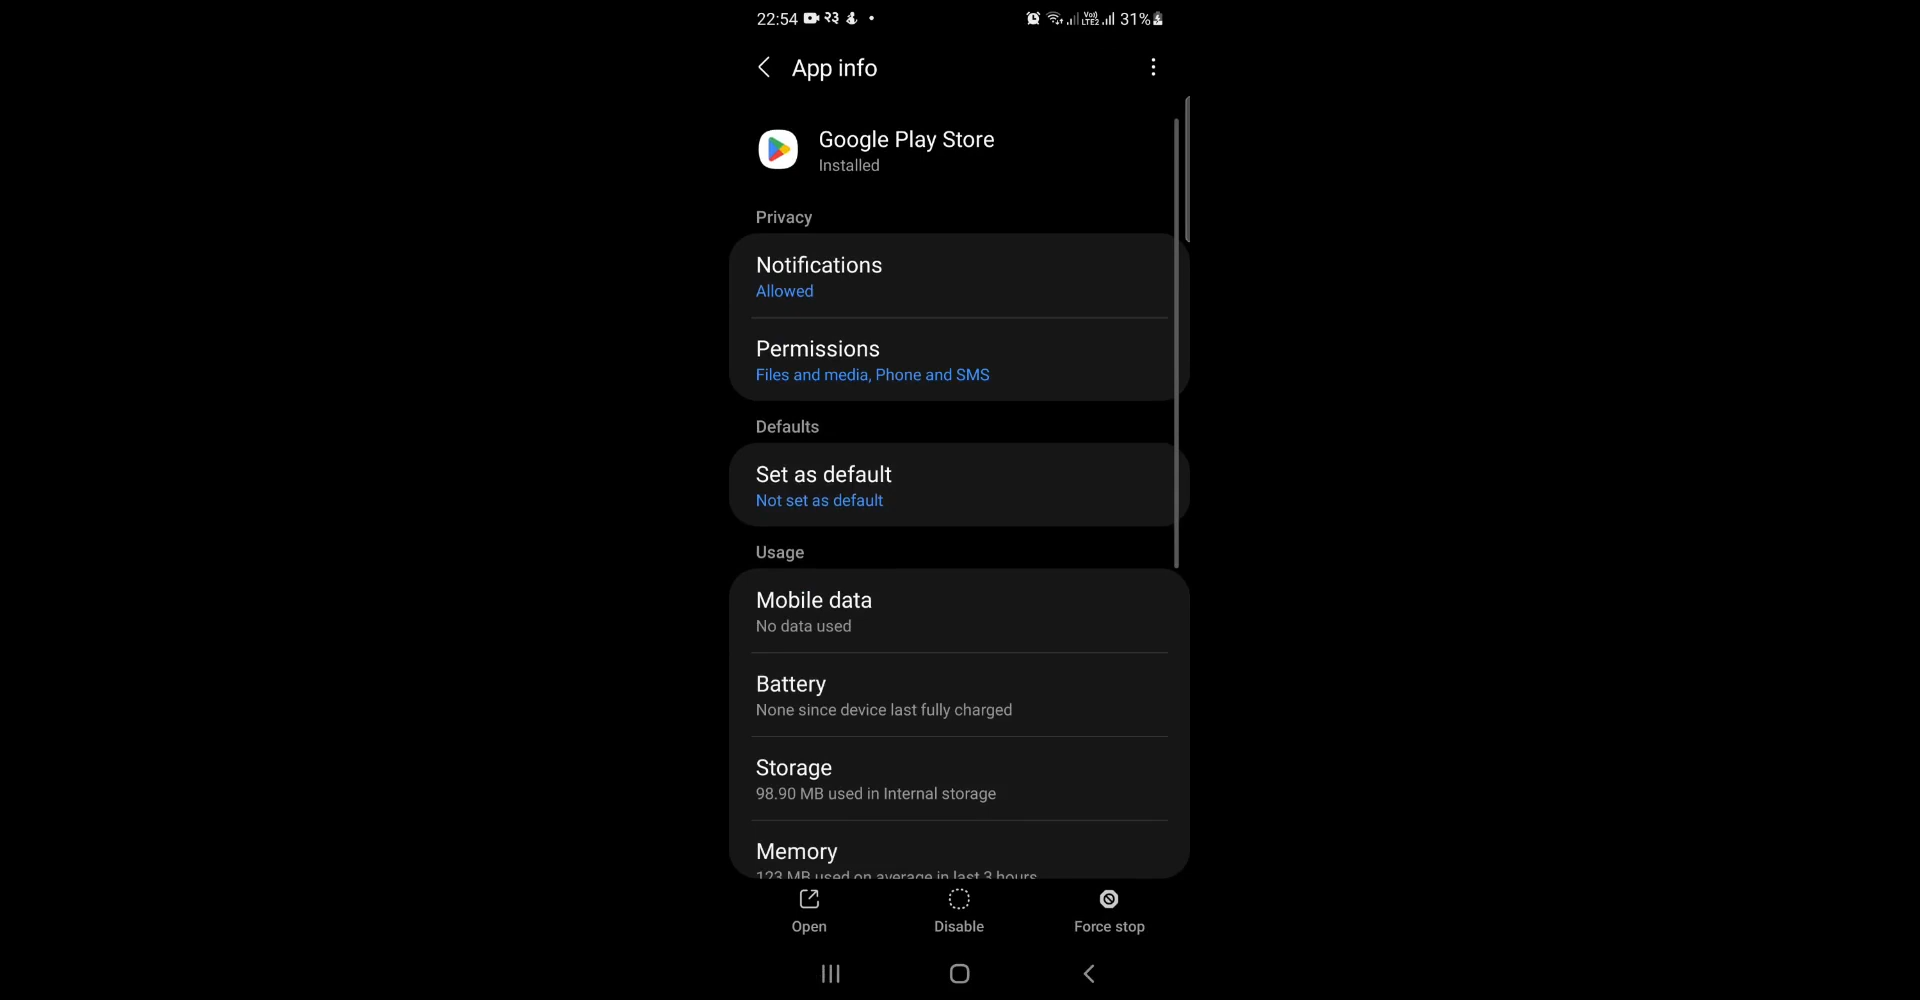 22:54 २३
Vo)) LTE2 31%
App info
Google Play Store
Installed
Privacy
Notifications
Allowed
Permissions
Files and media, Phone and SMS
Defaults
Set as default
Not set as default
Usage
Mobile data
No data used
Battery
None since device last fully charged
Storage
98.90 MB used in Internal storage
Memory
123 MB used on average in last 3 hours
Open
Disable
Force stop